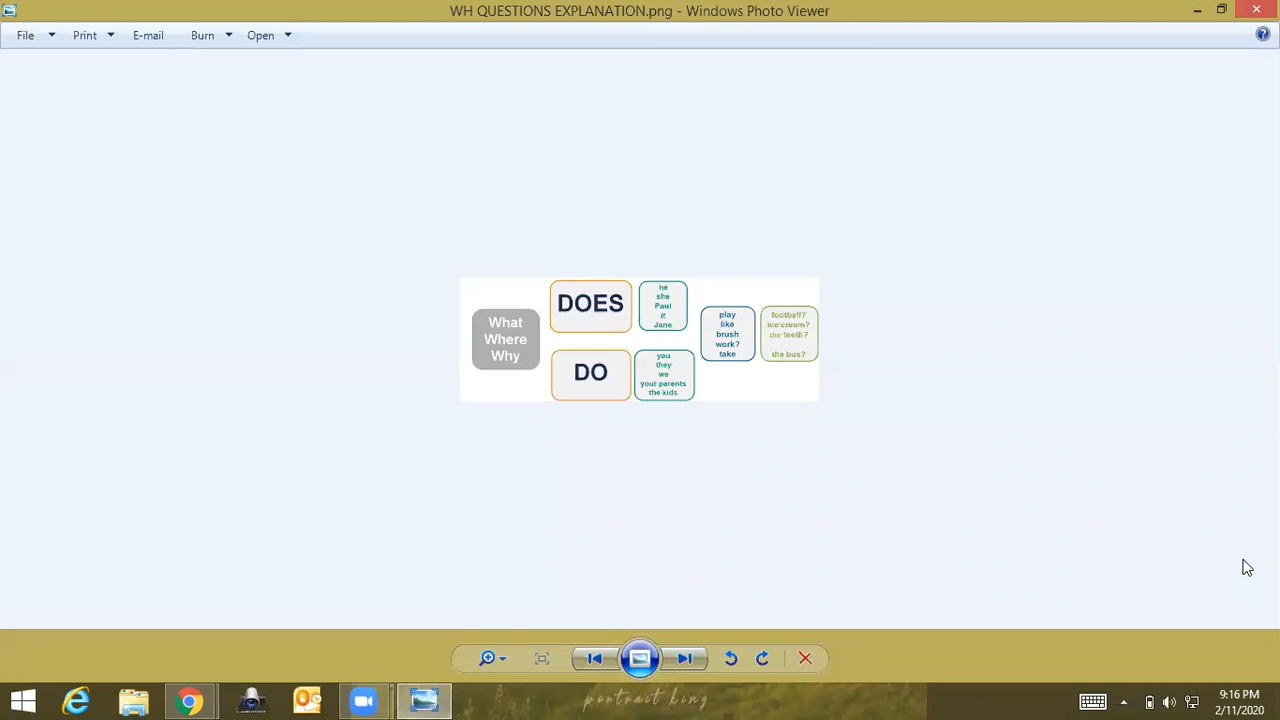 WH QUESTIONS EXPLANATION.png - Windows Photo Viewer
File Print E-mail Burn Open
What
Where
Why
DOES
he
she
Paul
it
Jane
DO
you
they
we
your parents
the kids
play
like
brush
work?
take
football?
ice cream?
the teeth?
the bus?
portrait king
9:16 PM
2/11/2020